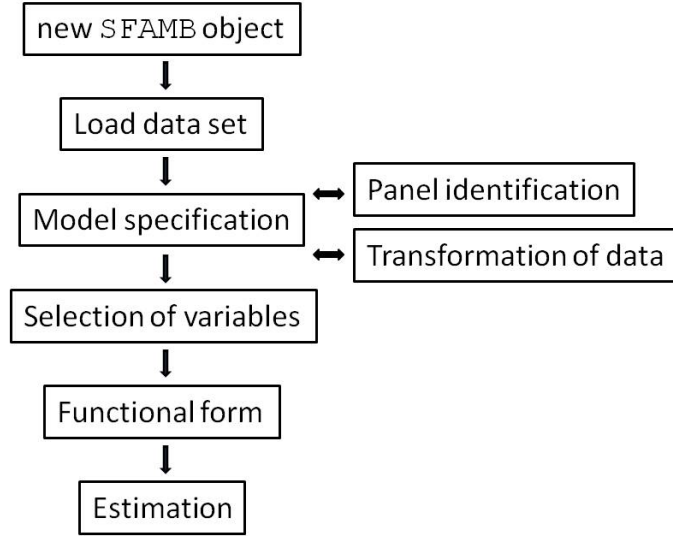 new SFAMB object
Load data set
Model specification
Panel identification
Transformation of data
Selection of variables
Functional form
Estimation